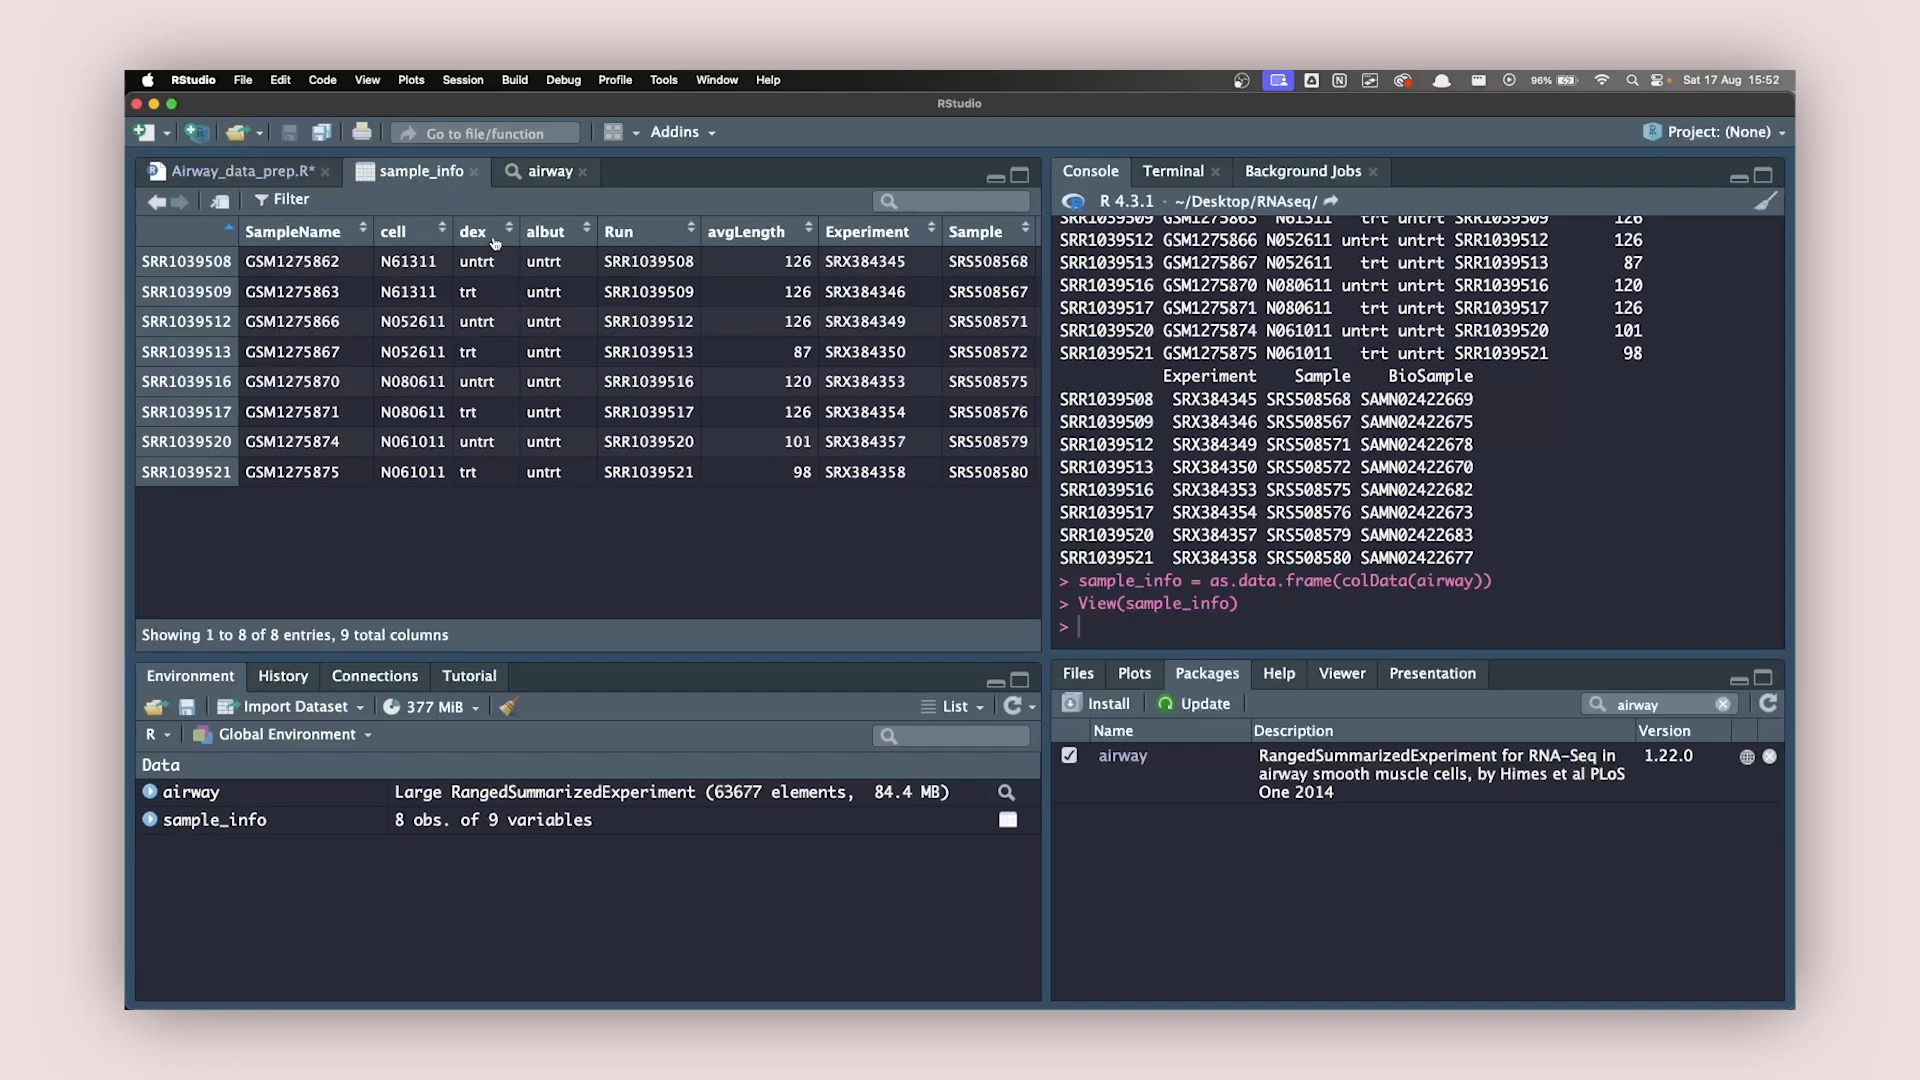 RStudio File Edit Code View Plots Session Build Debug Profile Tools Window Help 96% Sat 17 Aug 15:52
RStudio
Go to file/function Addins Project: (None)
Airway_data_prep.R* sample_info airway
Filter
SampleName cell dex albut Run avgLength Experiment Sample
SRR1039508 GSM1275862 N61311 untrt untrt SRR1039508 126 SRX384345 SRS508568
SRR1039509 GSM1275863 N61311 trt untrt SRR1039509 126 SRX384346 SRS508567
SRR1039512 GSM1275866 N052611 untrt untrt SRR1039512 126 SRX384349 SRS508571
SRR1039513 GSM1275867 N052611 trt untrt SRR1039513 87 SRX384350 SRS508572
SRR1039516 GSM1275870 N080611 untrt untrt SRR1039516 120 SRX384353 SRS508575
SRR1039517 GSM1275871 N080611 trt untrt SRR1039517 126 SRX384354 SRS508576
SRR1039520 GSM1275874 N061011 untrt untrt SRR1039520 101 SRX384357 SRS508579
SRR1039521 GSM1275875 N061011 trt untrt SRR1039521 98 SRX384358 SRS508580
Showing 1 to 8 of 8 entries, 9 total columns
Console Terminal Background Jobs
R 4.3.1 · ~/Desktop/RNAseq/
SRR1039509 GSM1275863 N61311 trt untrt SRR1039509 126
SRR1039512 GSM1275866 N052611 untrt untrt SRR1039512 126
SRR1039513 GSM1275867 N052611 trt untrt SRR1039513 87
SRR1039516 GSM1275870 N080611 untrt untrt SRR1039516 120
SRR1039517 GSM1275871 N080611 trt untrt SRR1039517 126
SRR1039520 GSM1275874 N061011 untrt untrt SRR1039520 101
SRR1039521 GSM1275875 N061011 trt untrt SRR1039521 98
Experiment Sample BioSample
SRR1039508 SRX384345 SRS508568 SAMN02422669
SRR1039509 SRX384346 SRS508567 SAMN02422675
SRR1039512 SRX384349 SRS508571 SAMN02422678
SRR1039513 SRX384350 SRS508572 SAMN02422670
SRR1039516 SRX384353 SRS508575 SAMN02422682
SRR1039517 SRX384354 SRS508576 SAMN02422673
SRR1039520 SRX384357 SRS508579 SAMN02422683
SRR1039521 SRX384358 SRS508580 SAMN02422677
> sample_info = as.data.frame(colData(airway))
> View(sample_info)
>
Environment History Connections Tutorial
Import Dataset 377 MiB List
R Global Environment
Data
airway Large RangedSummarizedExperiment (63677 elements, 84.4 MB)
sample_info 8 obs. of 9 variables
Files Plots Packages Help Viewer Presentation
Install Update airway
Name Description Version
airway RangedSummarizedExperiment for RNA-Seq in 1.22.0
airway smooth muscle cells, by Himes et al PLoS
One 2014